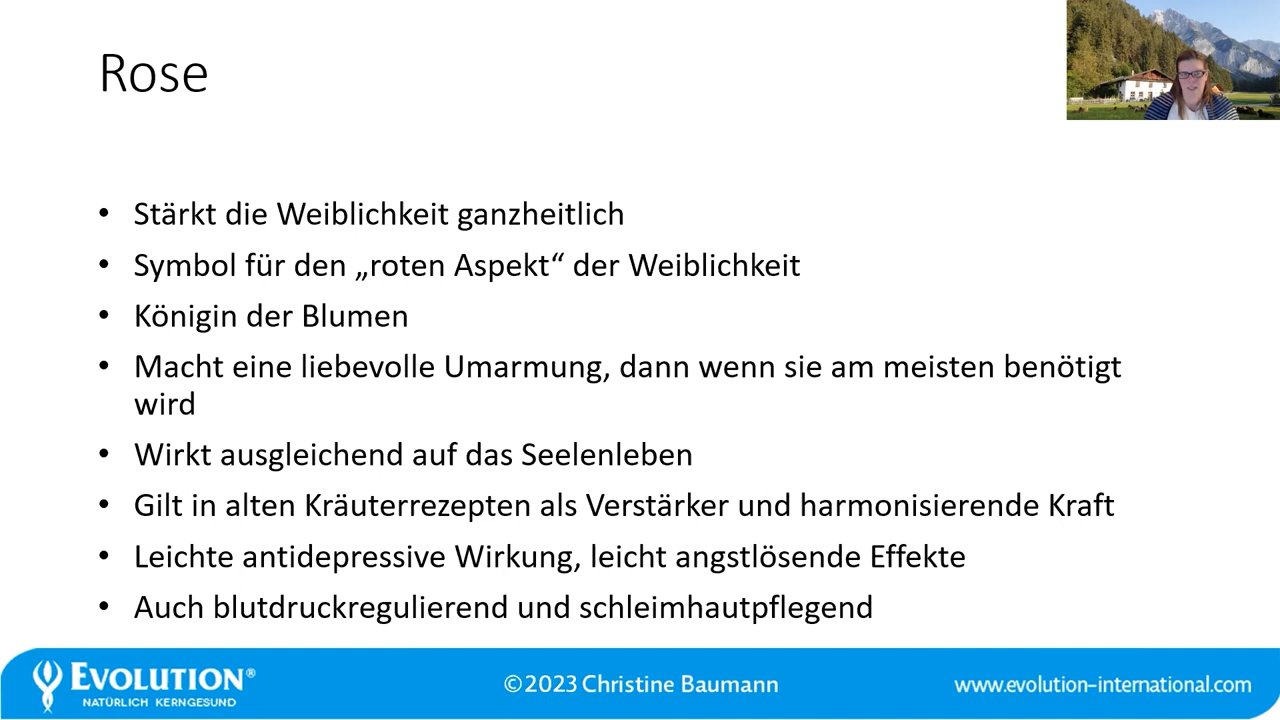 Rose
• Stärkt die Weiblichkeit ganzheitlich
• Symbol für den „roten Aspekt“ der Weiblichkeit
• Königin der Blumen
• Macht eine liebevolle Umarmung, dann wenn sie am meisten benötigt
wird
• Wirkt ausgleichend auf das Seelenleben
• Gilt in alten Kräuterrezepten als Verstärker und harmonisierende Kraft
• Leichte antidepressive Wirkung, leicht angstlösende Effekte
• Auch blutdruckregulierend und schleimhautpflegend
EVOLUTION®
NATÜRLICH KERNGESUND
©2023 Christine Baumann
www.evolution-international.com